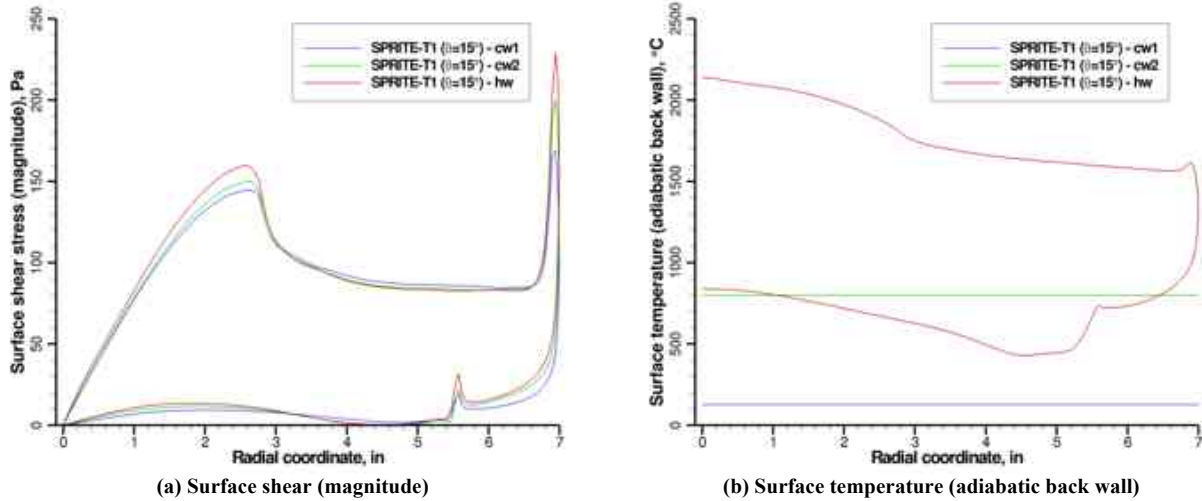 250
200
150
100
50
0
Surface shear stress (magnitude), Pa
SPRITE-T1 (θ=15°) - cw1
SPRITE-T1 (θ=15°) - cw2
SPRITE-T1 (θ=15°) - hw
0 1 2 3 4 5 6 7
Radial coordinate, in
(a) Surface shear (magnitude)
2500
2000
1500
1000
500
0
Surface temperature (adiabatic back wall), °C
SPRITE-T1 (θ=15°) - cw1
SPRITE-T1 (θ=15°) - cw2
SPRITE-T1 (θ=15°) - hw
0 1 2 3 4 5 6 7
Radial coordinate, in
(b) Surface temperature (adiabatic back wall)